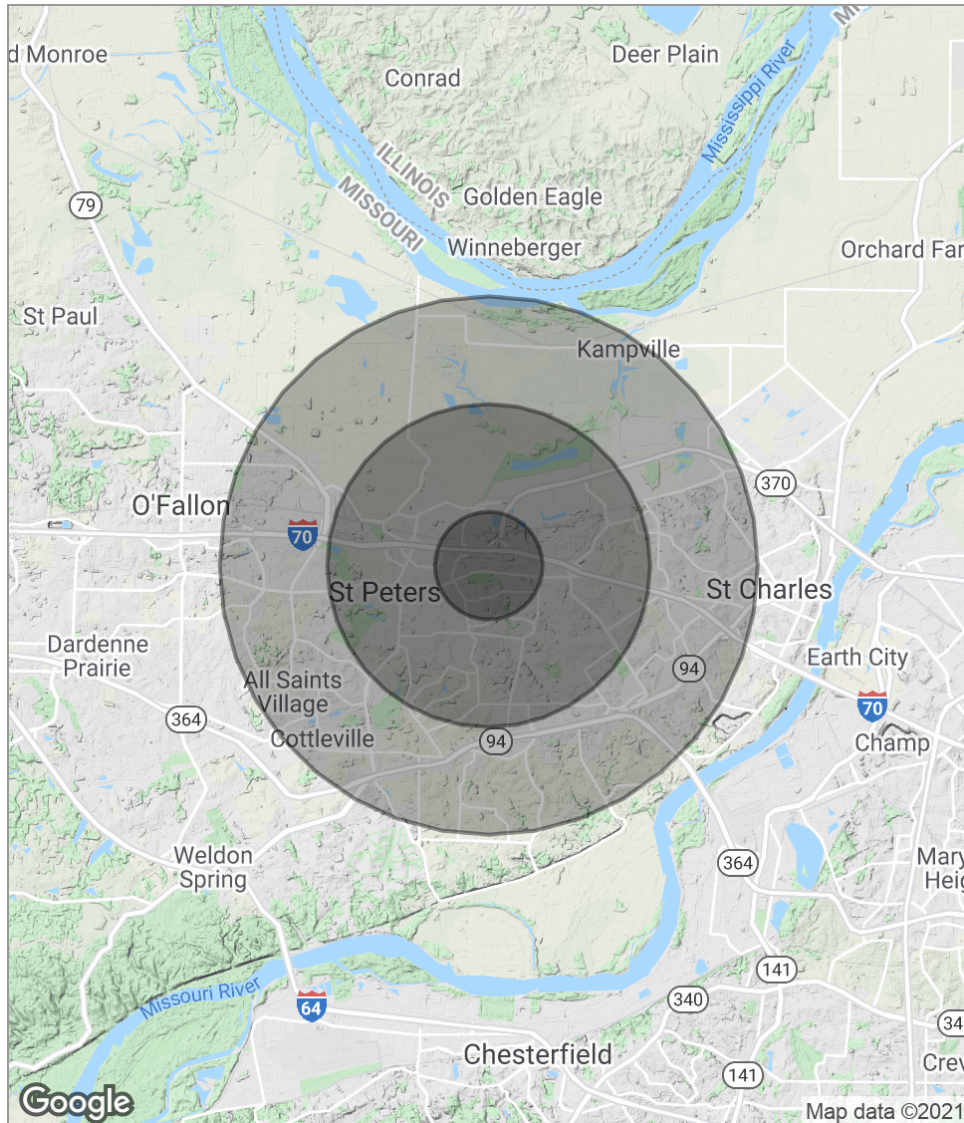 d Monroe
Conrad
Deer Plain
Mississippi River
ILLINOIS
MISSOURI
79
Golden Eagle
Winneberger
Orchard Far
St Paul
Kampville
370
O'Fallon
70
St Peters
St Charles
Dardenne
Prairie
All Saints
Village
94
Earth City
364
70
Cottleville
94
Champ
Weldon
Spring
364
Mary
Heig
Missouri River
64
141
340
34
Chesterfield
141
Crev
Google
Map data ©2021